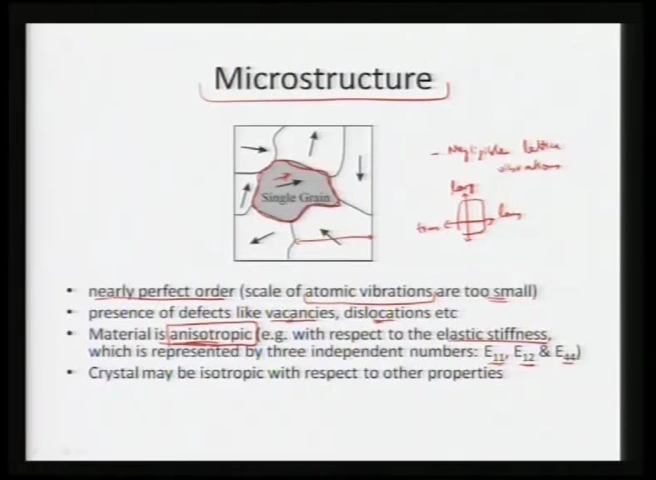 Microstructure
- Negligible lattice
vibrations
long
Single Grain
long
• nearly perfect order (scale of atomic vibrations are too small)
• presence of defects like vacancies, dislocations etc
• Material is anisotropic (e.g. with respect to the elastic stiffness,
which is represented by three independent numbers: E11, E12 & E44)
• Crystal may be isotropic with respect to other properties